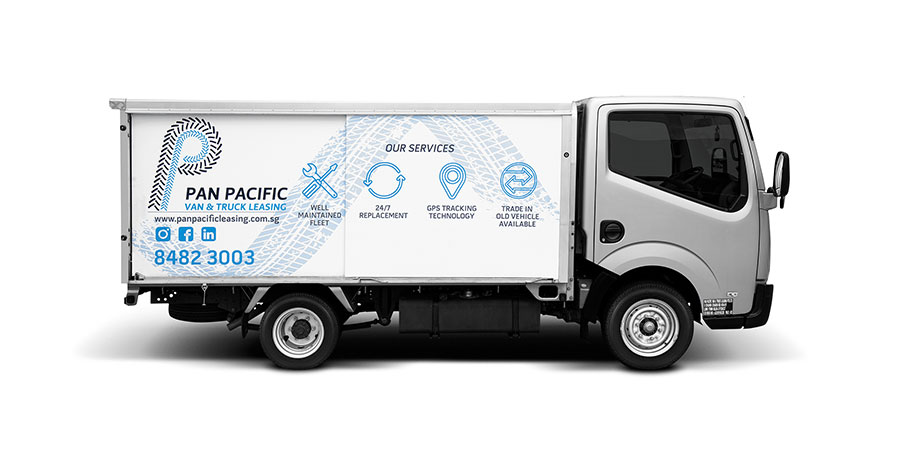 PAN PACIFIC
VAN & TRUCK LEASING
www.panpacificleasing.com.sg
8482 3003
OUR SERVICES
WELL
MAINTAINED
FLEET
24/7
REPLACEMENT
GPS TRACKING
TECHNOLOGY
TRADE IN
OLD VEHICLE
AVAILABLE